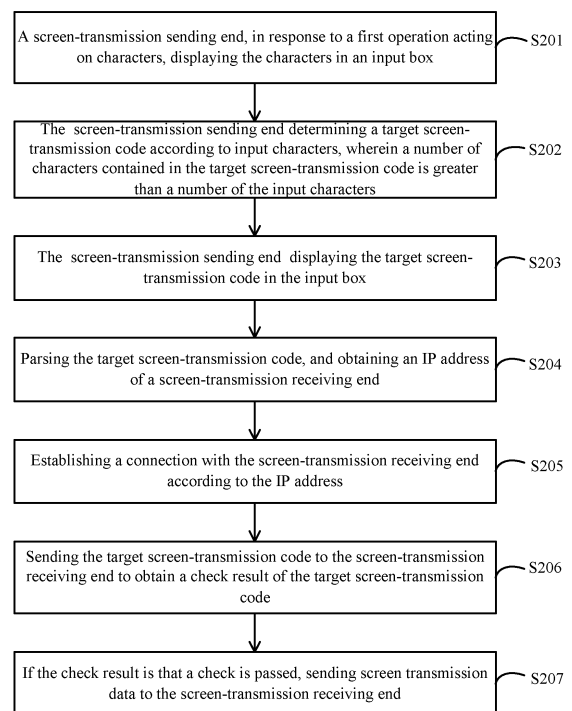 A screen-transmission sending end, in response to a first operation acting
on characters, displaying the characters in an input box
S201
The screen-transmission sending end determining a target screen-
transmission code according to input characters, wherein a number of
characters contained in the target screen-transmission code is greater
than a number of the input characters
S202
The screen-transmission sending end displaying the target screen-
transmission code in the input box
S203
Parsing the target screen-transmission code, and obtaining an IP address
of a screen-transmission receiving end
S204
Establishing a connection with the screen-transmission receiving end
according to the IP address
S205
Sending the target screen-transmission code to the screen-transmission
receiving end to obtain a check result of the target screen-transmission
code
S206
If the check result is that a check is passed, sending screen transmission
data to the screen-transmission receiving end
S207